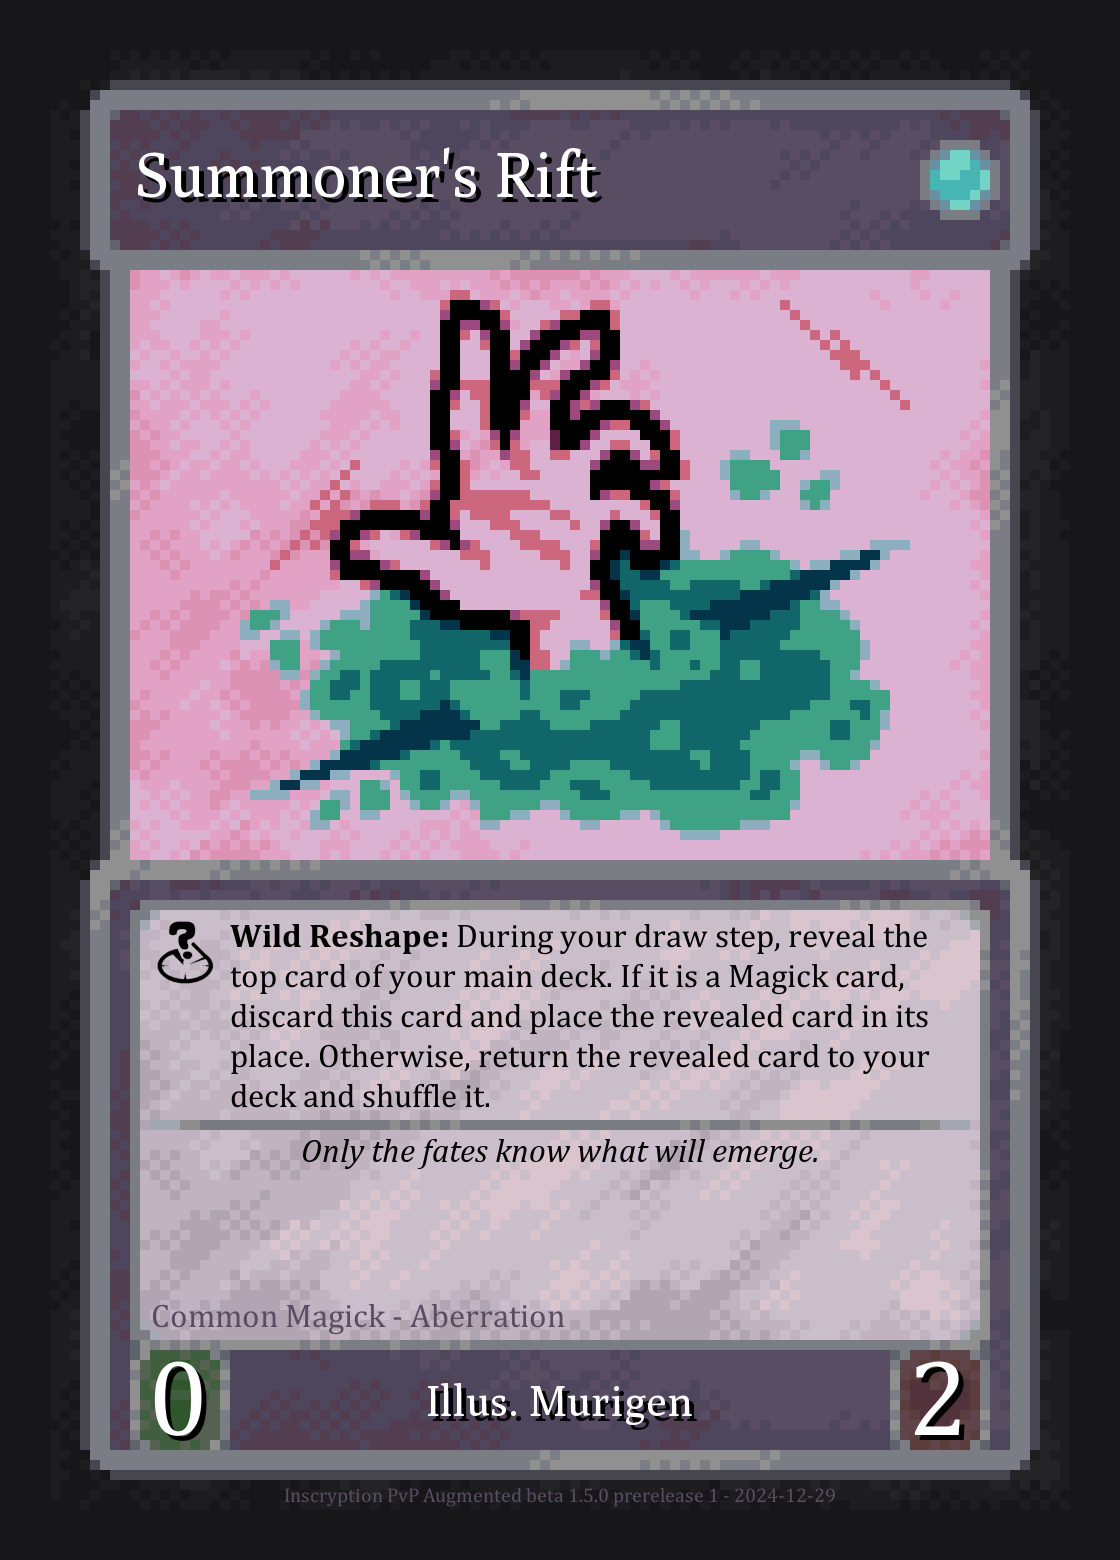 Summoner's Rift
Wild Reshape: During your draw step, reveal the
top card of your main deck. If it is a Magick card,
discard this card and place the revealed card in its
place. Otherwise, return the revealed card to your
deck and shuffle it.
Only the fates know what will emerge.
Common Magick - Aberration
0
Illus. Murigen
2
Inscryption PvP Augmented beta 1.5.0 prerelease 1 - 2024-12-29